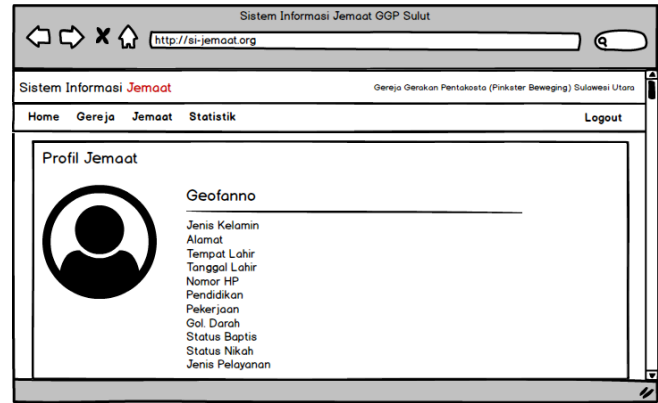 Sistem Informasi Jemaat GGP Sulut
http://si-jemaat.org
Sistem Informasi Jemaat
Gereja Gerakan Pentakosta (Pinkster Beweging) Sulawesi Utara
Home Gereja Jemaat Statistik Logout
Profil Jemaat
Geofanno
Jenis Kelamin
Alamat
Tempat Lahir
Tanggal Lahir
Nomor HP
Pendidikan
Pekerjaan
Gol. Darah
Status Baptis
Status Nikah
Jenis Pelayanan